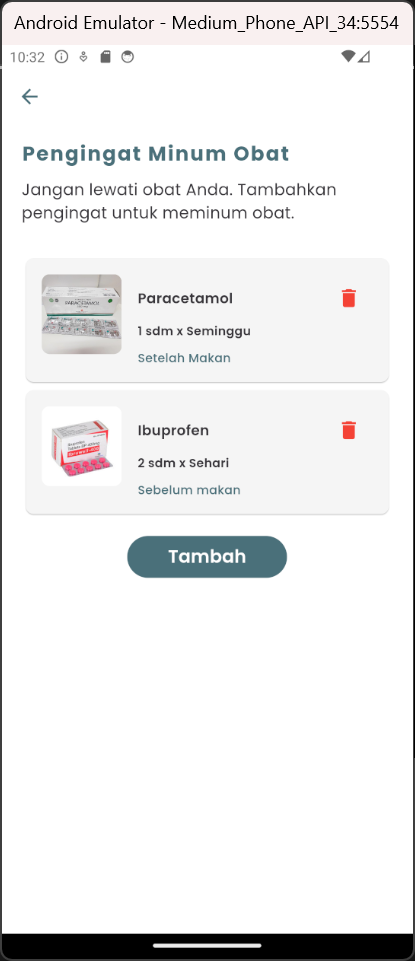 Android Emulator - Medium_Phone_API_34:5554
10:32
Pengingat Minum Obat
Jangan lewati obat Anda. Tambahkan
pengingat untuk meminum obat.
PARACETAMOL
Paracetamol
1 sdm x Seminggu
Setelah Makan
Ibuprofen
2 sdm x Sehari
Sebelum makan
Tambah